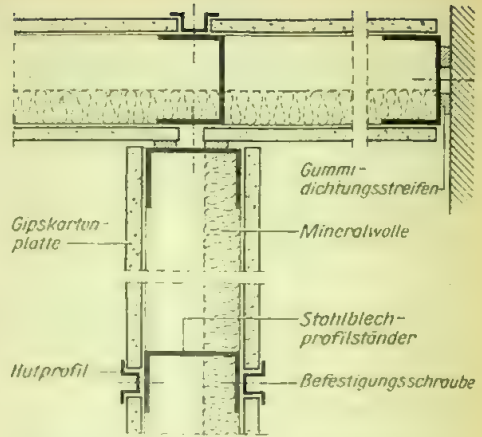 Gummi-
dichtungsstreifen
Gipskarton
platte
Mineralwolle
Stahlblech-
profilständer
Hutprofil
Befestigungsschraube